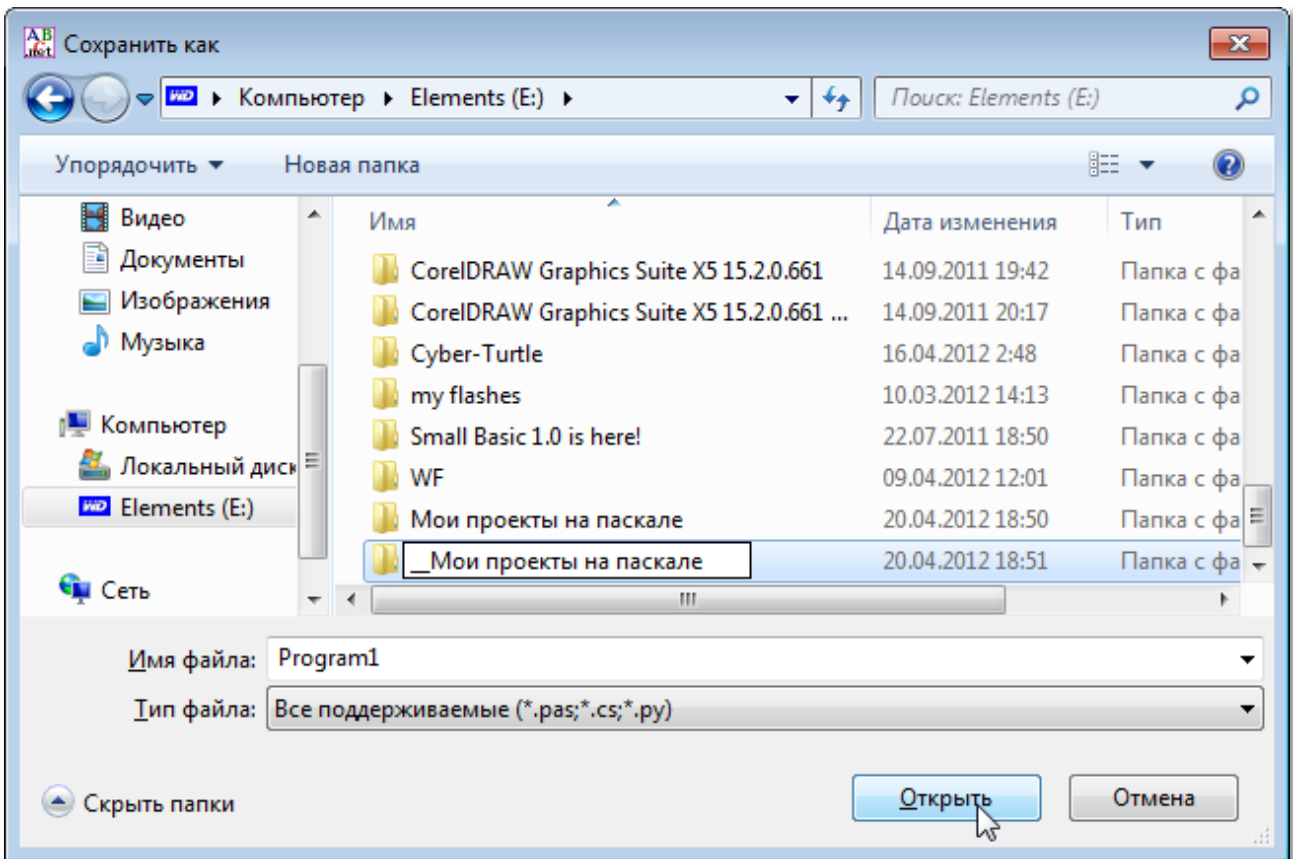 AB
.net
Сохранить как
WD Компьютер Elements (E:) Поиск: Elements (E:)
Упорядочить Новая папка
Видео
Документы
Изображения
Музыка
Компьютер
Локальный диск
WD Elements (E:)
Сеть
Имя Дата изменения Тип
CorelDRAW Graphics Suite X5 15.2.0.661 14.09.2011 19:42 Папка с фа
CorelDRAW Graphics Suite X5 15.2.0.661 ... 14.09.2011 20:17 Папка с фа
Cyber-Turtle 16.04.2012 2:48 Папка с фа
my flashes 10.03.2012 14:13 Папка с фа
Small Basic 1.0 is here! 22.07.2011 18:50 Папка с фа
WF 09.04.2012 12:01 Папка с фа
Мои проекты на паскале 20.04.2012 18:50 Папка с фа
__Мои проекты на паскале 20.04.2012 18:51 Папка с фа
Имя файла: Program1
Тип файла: Все поддерживаемые (*.pas;*.cs;*.py)
Скрыть папки Открыть Отмена